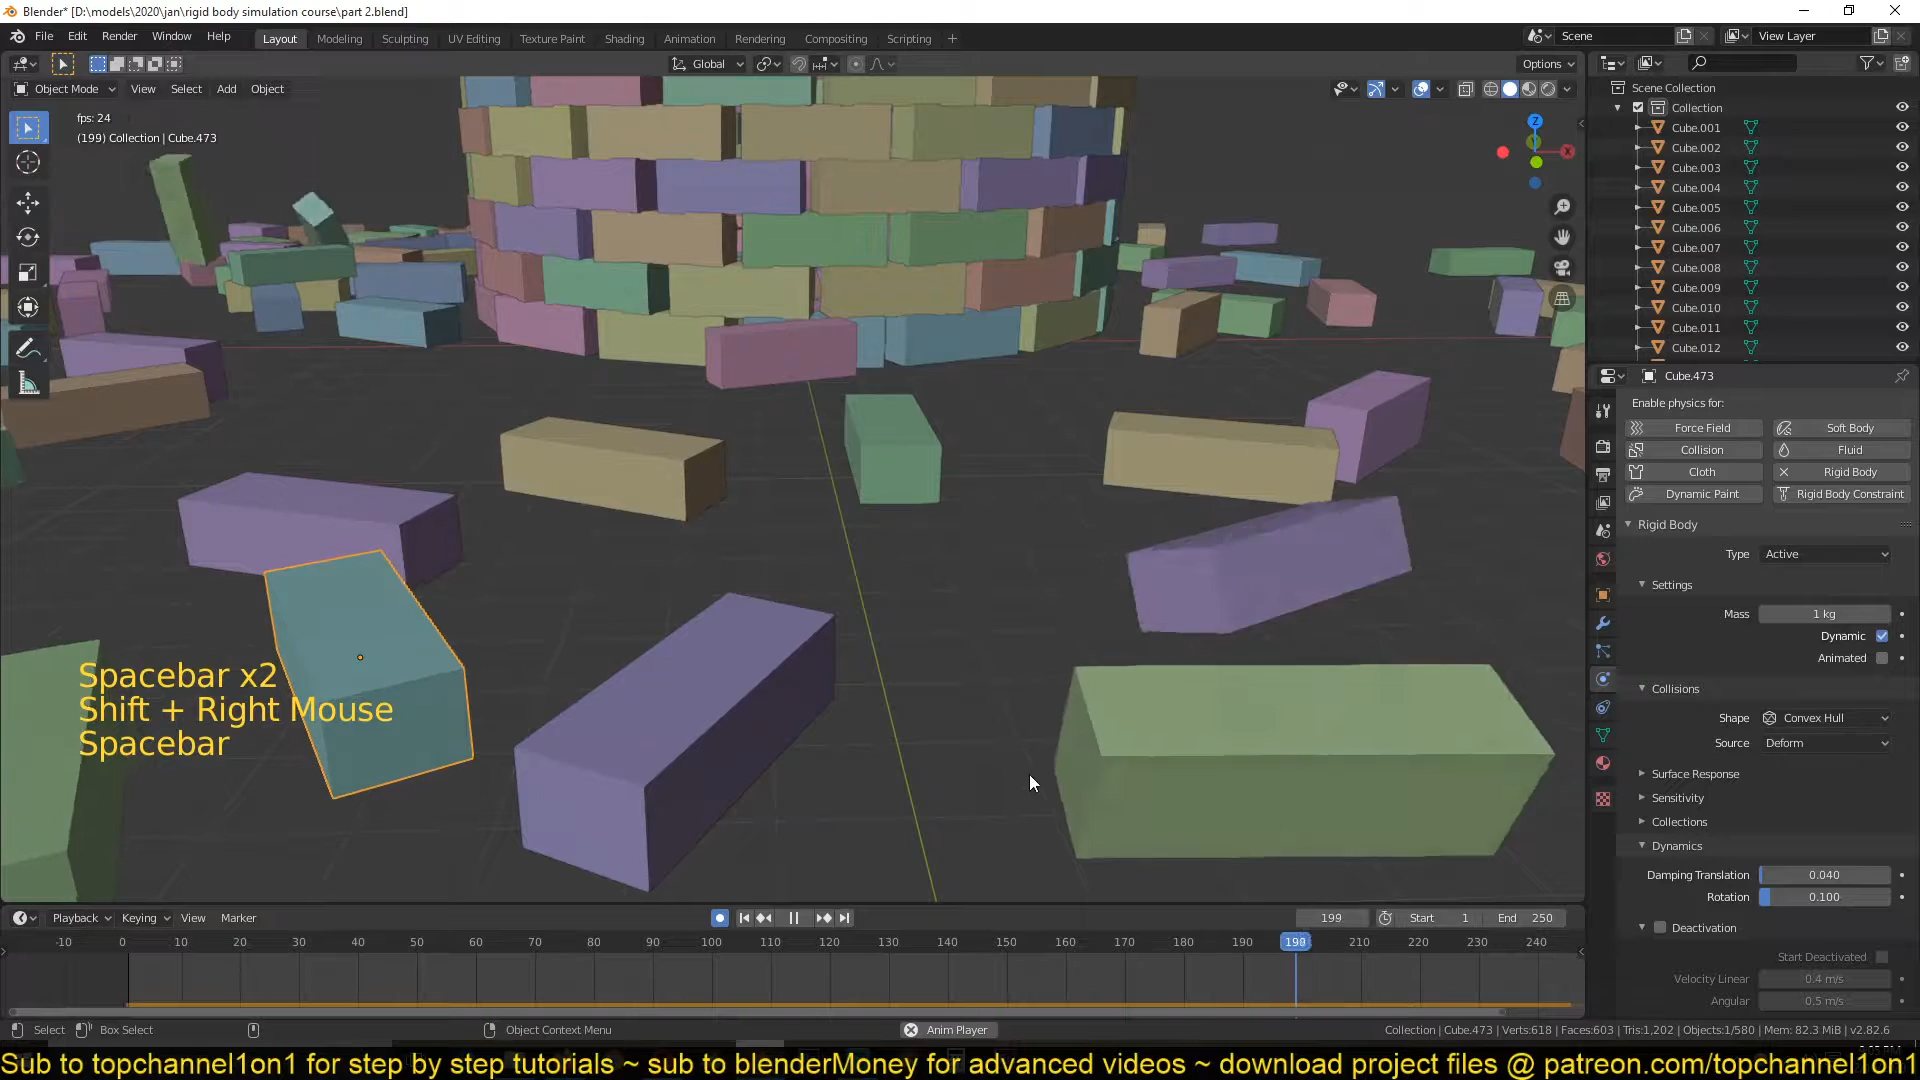 Blender* [D:\models\2020\jan\rigid body simulation course\part 2.blend]
File Edit Render Window Help
Layout Modeling Sculpting UV Editing Texture Paint Shading Animation Rendering Compositing Scripting +
Scene
View Layer
Global
Options
Object Mode View Select Add Object
fps: 24
(199) Collection | Cube.473
Z
X
Scene Collection
Collection
Cube.001
Cube.002
Cube.003
Cube.004
Cube.005
Cube.006
Cube.007
Cube.008
Cube.009
Cube.010
Cube.011
Cube.012
Cube.473
Enable physics for:
Force Field Soft Body
Collision Fluid
Cloth Rigid Body
Dynamic Paint Rigid Body Constraint
Rigid Body
Type Active
Settings
Mass 1 kg
Dynamic
Animated
Collisions
Shape Convex Hull
Source Deform
Surface Response
Sensitivity
Collections
Dynamics
Damping Translation 0.040
Rotation 0.100
Deactivation
Start Deactivated
Velocity Linear 0.4 m/s
Angular 0.5 m/s
Spacebar x2
Shift + Right Mouse
Spacebar
Playback Keying View Marker
199 Start 1 End 250
-10 0 10 20 30 40 50 60 70 80 90 100 110 120 130 140 150 160 170 180 190 199 210 220 230 240
Select Box Select Object Context Menu Anim Player
Collection | Cube.473 | Verts:618 | Faces:603 | Tris:1,202 | Objects:1/580 | Mem: 82.3 MiB | v2.82.6
Sub to topchannel1on1 for step by step tutorials ~ sub to blenderMoney for advanced videos ~ download project files @ patreon.com/topchannel1on1